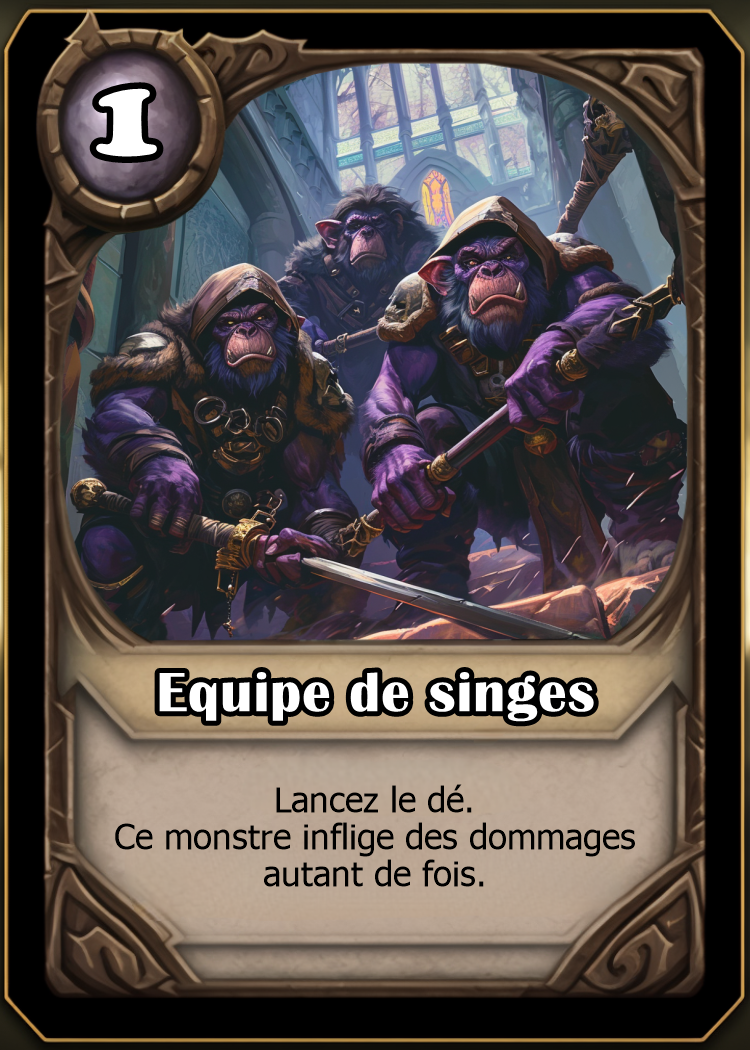 1
Equipe de singes
Lancez le dé.
Ce monstre inflige des dommages
autant de fois.